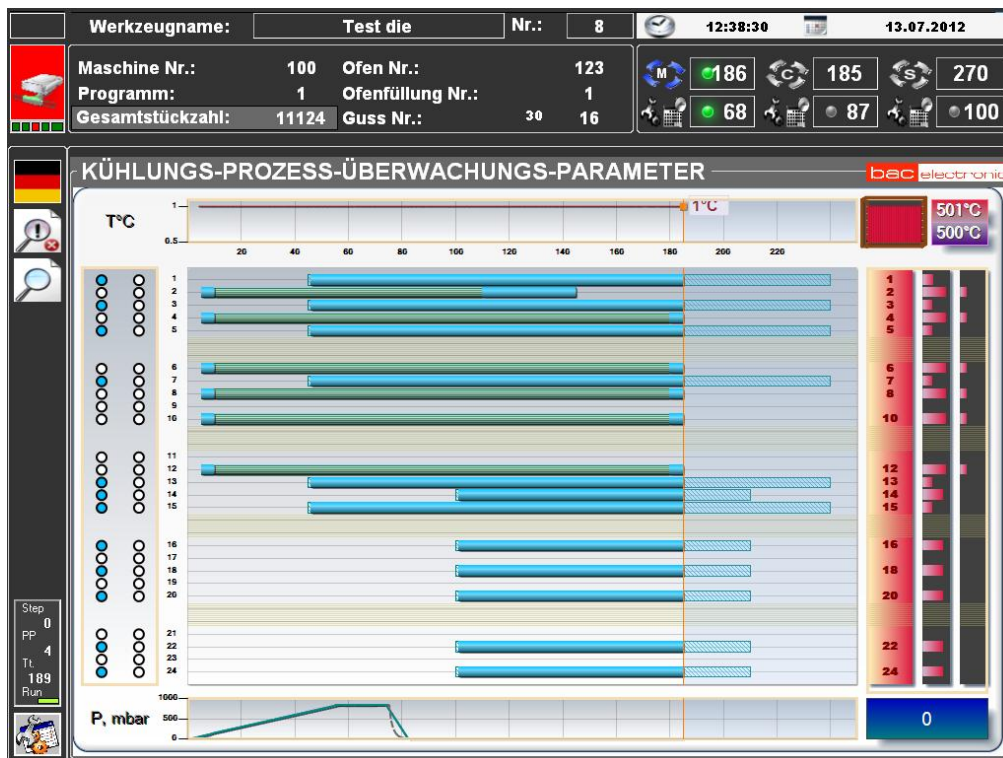 Werkzeugname: Test die Nr.: 8 12:38:30 13.07.2012
Maschine Nr.: 100 Ofen Nr.: 123 M 186 C 185 S 270
Programm: 1 Ofenfüllung Nr.: 1
Gesamtstückzahl: 11124 Guss Nr.: 30 16 68 87 100
KÜHLUNGS-PROZESS-ÜBERWACHUNGS-PARAMETER
bac electronic
T°C
1
0.5
1°C
501°C
500°C
20 40 60 80 100 120 140 160 180 200 220
1 1
2 2
3 3
4 4
5 5
6 6
7 7
8 8
9
10 10
11
12 12
13 13
14 14
15 15
16 16
17
18 18
19
20 20
21
22 22
23
24 24
Step
0
PP
4
Tt.
189
Run
P, mbar
1000
500
0
0